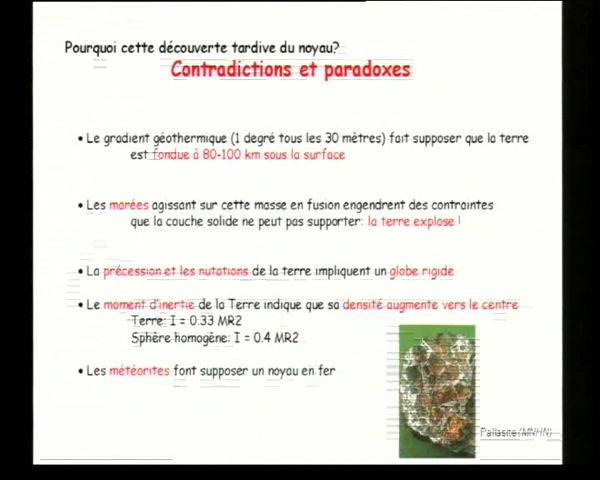 Pourquoi cette découverte tardive du noyau?
Contradictions et paradoxes
• Le gradient géothermique (1 degré tous les 30 mètres) fait supposer que la terre
est fondue à 80-100 km sous la surface
• Les marées agissant sur cette masse en fusion engendrent des contraintes
que la couche solide ne peut pas supporter: la terre explose !
• La précession et les nutations de la terre impliquent un globe rigide
• Le moment d'inertie de la Terre indique que sa densité augmente vers le centre
Terre: I = 0.33 MR2
Sphère homogène: I = 0.4 MR2
• Les météorites font supposer un noyau en fer
Pallasite (MNHN)